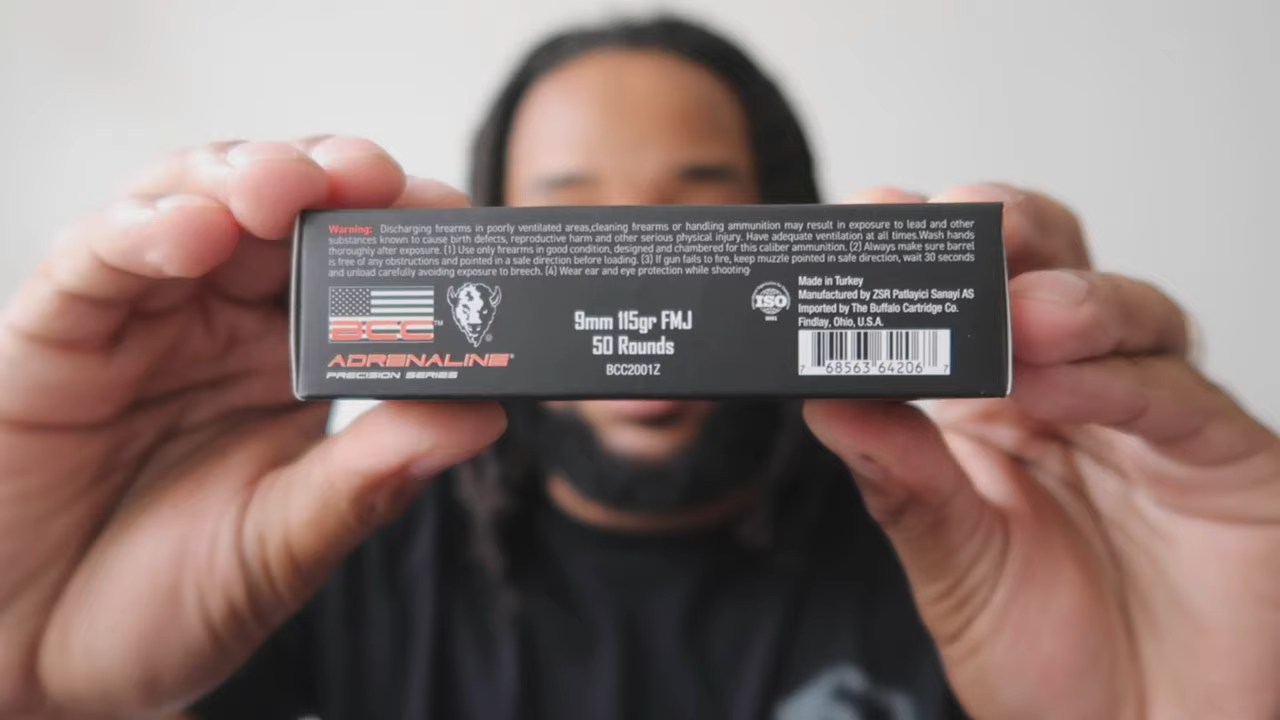 Warning: Discharging firearms in poorly ventilated areas,cleaning firearms or handling ammunition may result in exposure to lead and other
substances known to cause birth defects, reproductive harm and other serious physical injury. Have adequate ventilation at all times.Wash hands
thoroughly after exposure. (1) Use only firearms in good condition, designed and chambered for this caliber ammunition. (2) Always make sure barrel
is free of any obstructions and pointed in a safe direction before loading. (3) If gun fails to fire, keep muzzle pointed in safe direction, wait 30 seconds
and unload carefully avoiding exposure to breech. (4) Wear ear and eye protection while shooting
BCC™
®
ADRENALINE®
PRECISION SERIES
9mm 115gr FMJ
50 Rounds
BCC2001Z
ISO
9001
Made in Turkey
Manufactured by ZSR Patlayici Sanayi AS
Imported by The Buffalo Cartridge Co.
Findlay, Ohio, U.S.A.
7 68563 64206 7